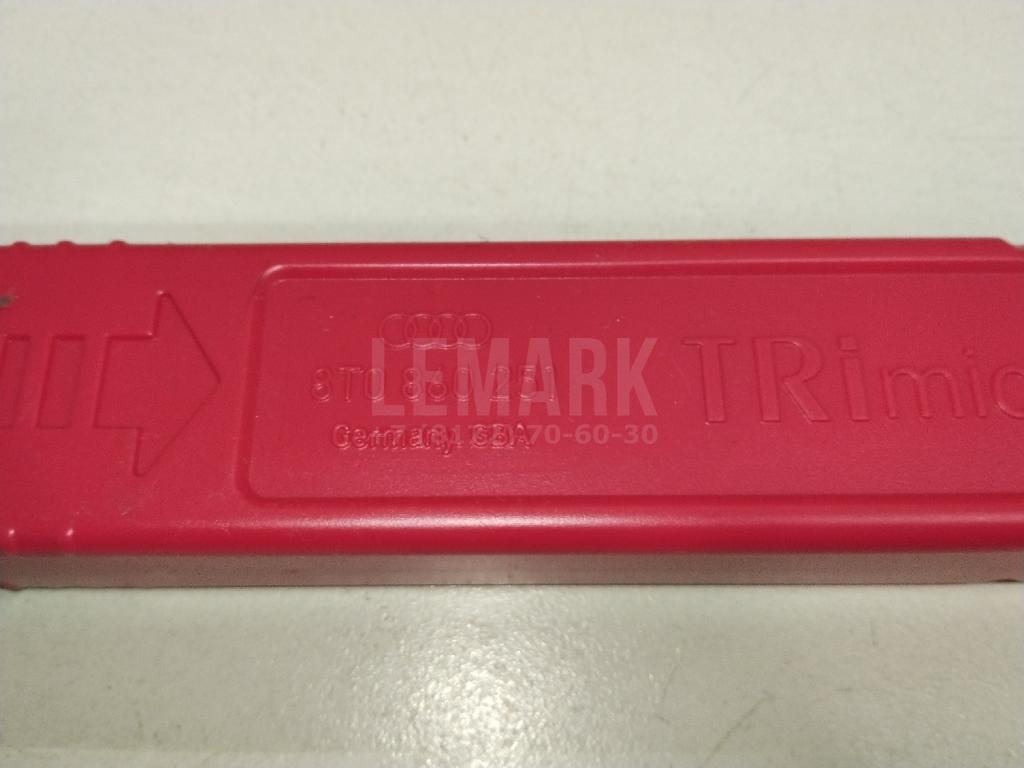 8T0 860 251
LEMARK
Germany GBA
70-60-30
TRimic